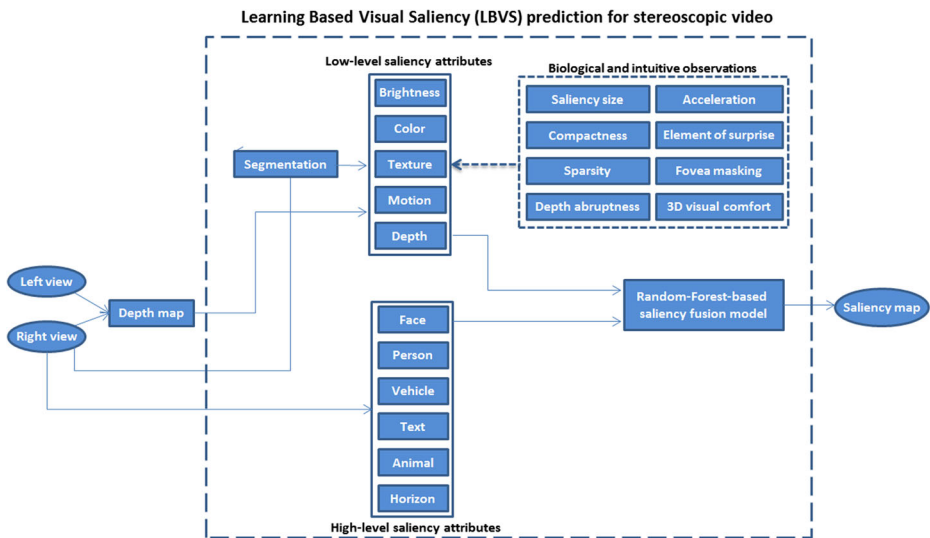 Learning Based Visual Saliency (LBVS) prediction for stereoscopic video
Low-level saliency attributes
Brightness
Color
Texture
Motion
Depth
Biological and intuitive observations
Saliency size
Acceleration
Compactness
Element of surprise
Sparsity
Fovea masking
Depth abruptness
3D visual comfort
Segmentation
Left view
Right view
Depth map
Face
Person
Vehicle
Text
Animal
Horizon
High-level saliency attributes
Random-Forest-based
saliency fusion model
Saliency map